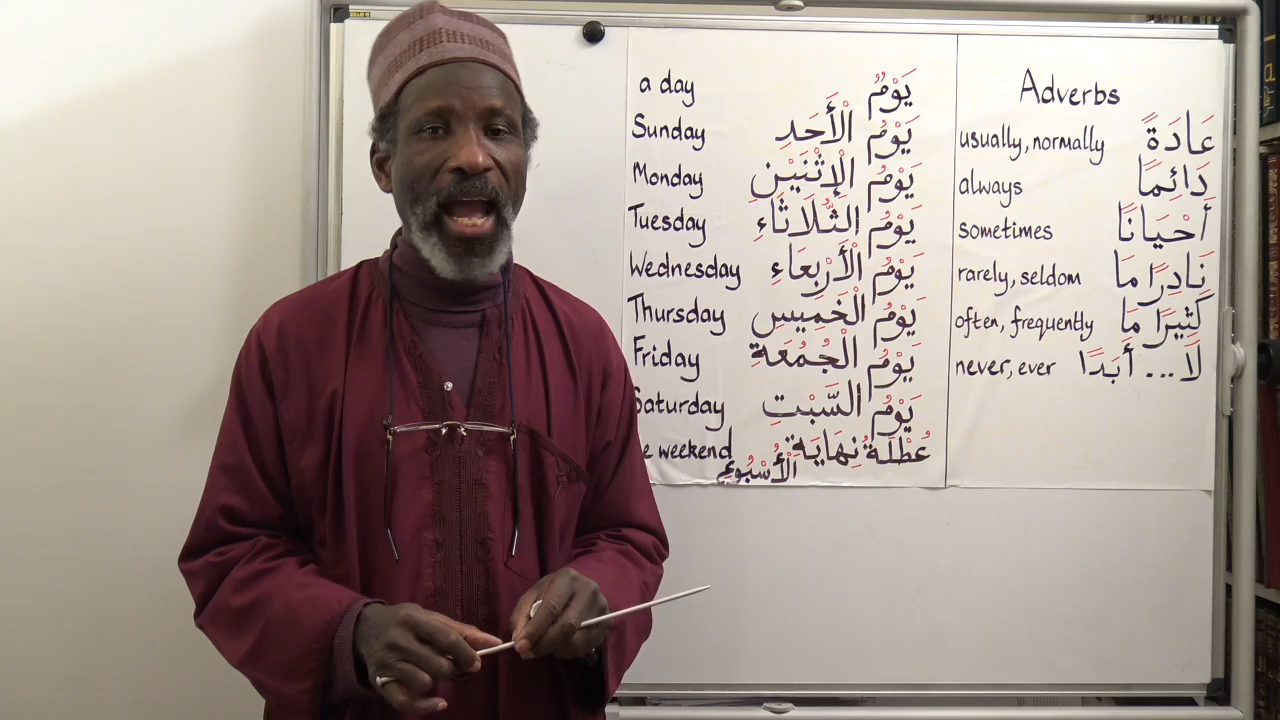 a day يَوْمٌ
Sunday يَوْمُ الْأَحَدِ
Monday يَوْمُ الْإِثْنَيْنِ
Tuesday يَوْمُ الثُّلَاثَاءِ
Wednesday يَوْمُ الْأَرْبِعَاءِ
Thursday يَوْمُ الْخَمِيسِ
Friday يَوْمُ الْجُمُعَةِ
Saturday يَوْمُ السَّبْتِ
e weekend عُطْلَةُ نِهَايَةِ
الْأُسْبُوعِ
Adverbs
usually, normally عَادَةً
always دَائِمًا
sometimes أَحْيَانًا
rarely, seldom نَادِرًا مَا
often, frequently كَثِيرًا مَا
never, ever لَا ... أَبَدًا